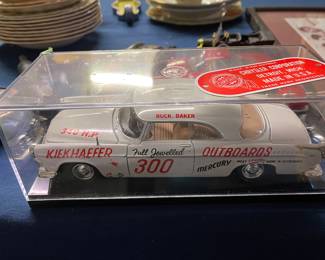 CHRYSLER CORPORATION
DETROIT, MICH.
MADE IN U.S.A.
BUCK BAKER
340 H.P.
KIEKHAEFER Full Jewelled OUTBOARDS
300
MERCURY